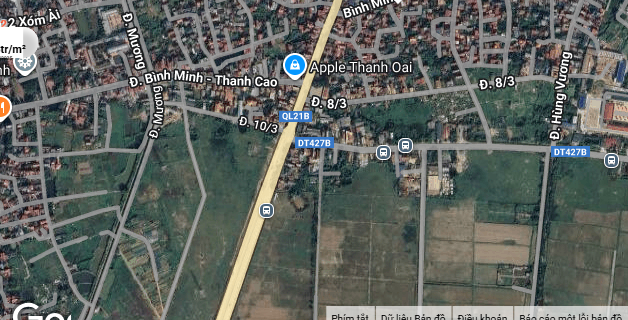 2 Xóm Ải
Bình Minh
Đ. Mương
tr/m²
Apple Thanh Oai
Đ. Bình Minh - Thanh Cao
Đ. Hùng Vương
Đ. 8/3
Đ. 8/3
Đ. Mương
QL21B
Đ. 10/3
DT427B
DT427B
Phím tắt
Dữ liệu Bản đồ
Điều khoản
Báo cáo một lỗi bản đồ